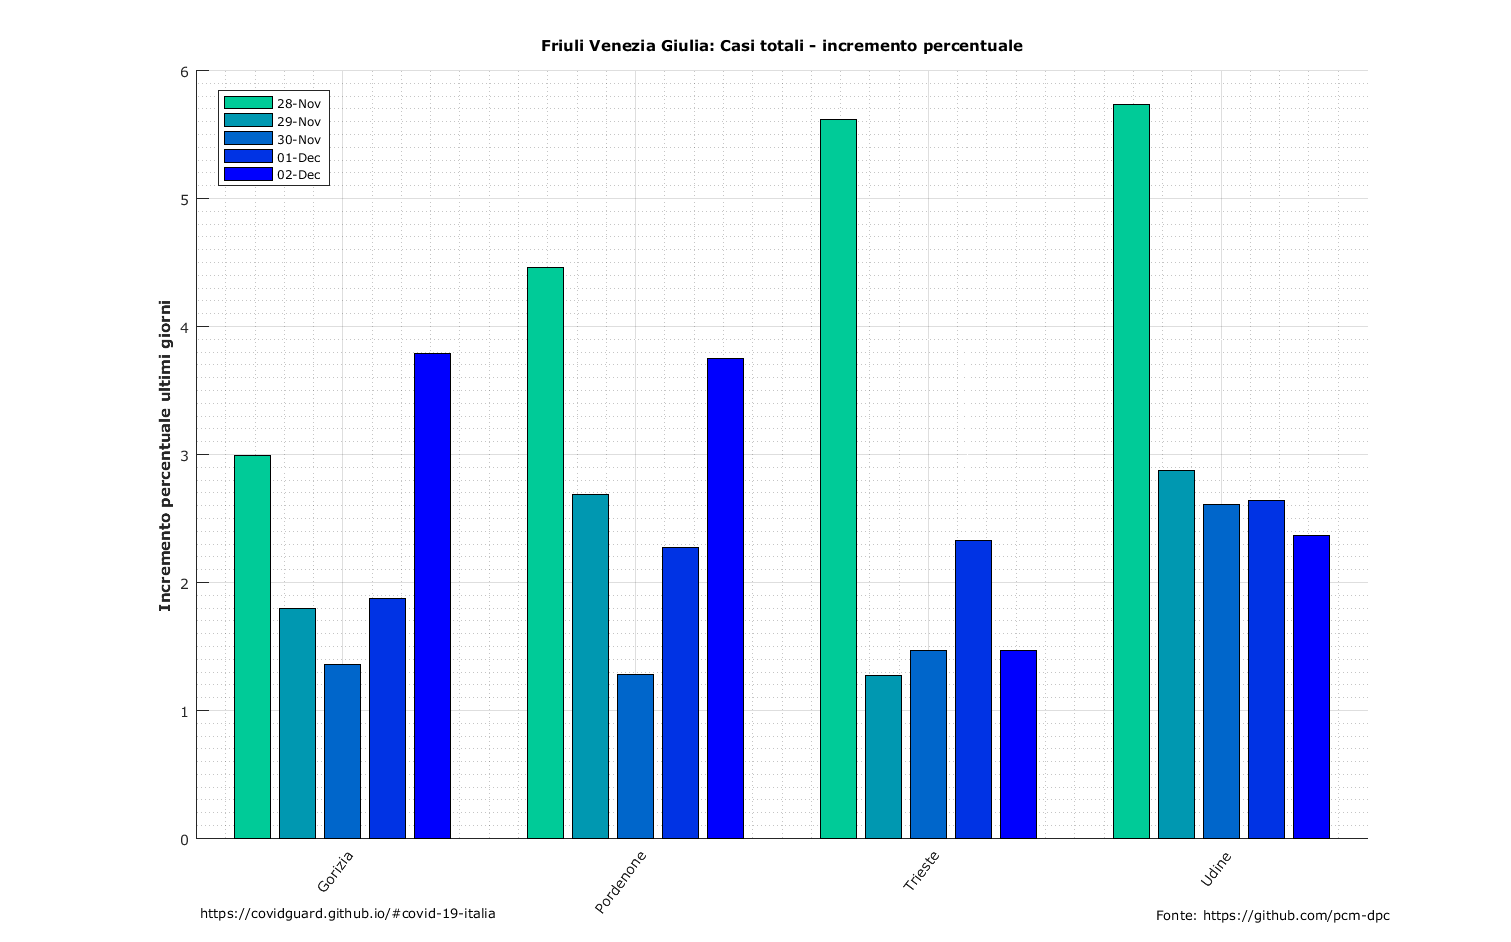 Friuli Venezia Giulia: Casi totali - incremento percentuale
6
28-Nov
29-Nov
30-Nov
01-Dec
02-Dec
5
4
3
2
1
0
Incremento percentuale ultimi giorni
Gorizia
Pordenone
Trieste
Udine
https://covidguard.github.io/#covid-19-italia
Fonte: https://github.com/pcm-dpc